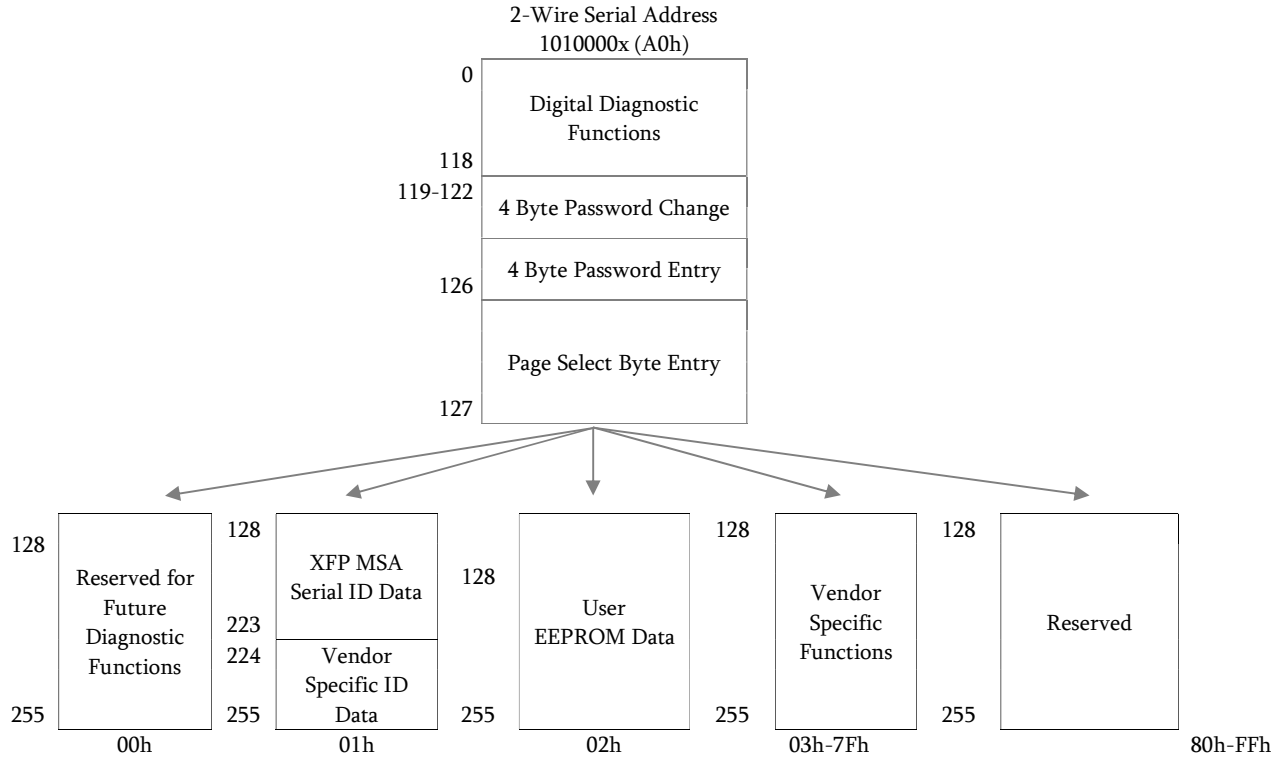 2-Wire Serial Address
1010000x (A0h)
0
Digital Diagnostic
Functions
118
119-122
4 Byte Password Change
4 Byte Password Entry
126
Page Select Byte Entry
127
128
Reserved for
Future
Diagnostic
Functions
255
00h
128
XFP MSA
Serial ID Data
223
224
Vendor
Specific ID
Data
255
01h
128
User
EEPROM Data
255
02h
128
Vendor
Specific
Functions
255
03h-7Fh
128
Reserved
255
80h-FFh